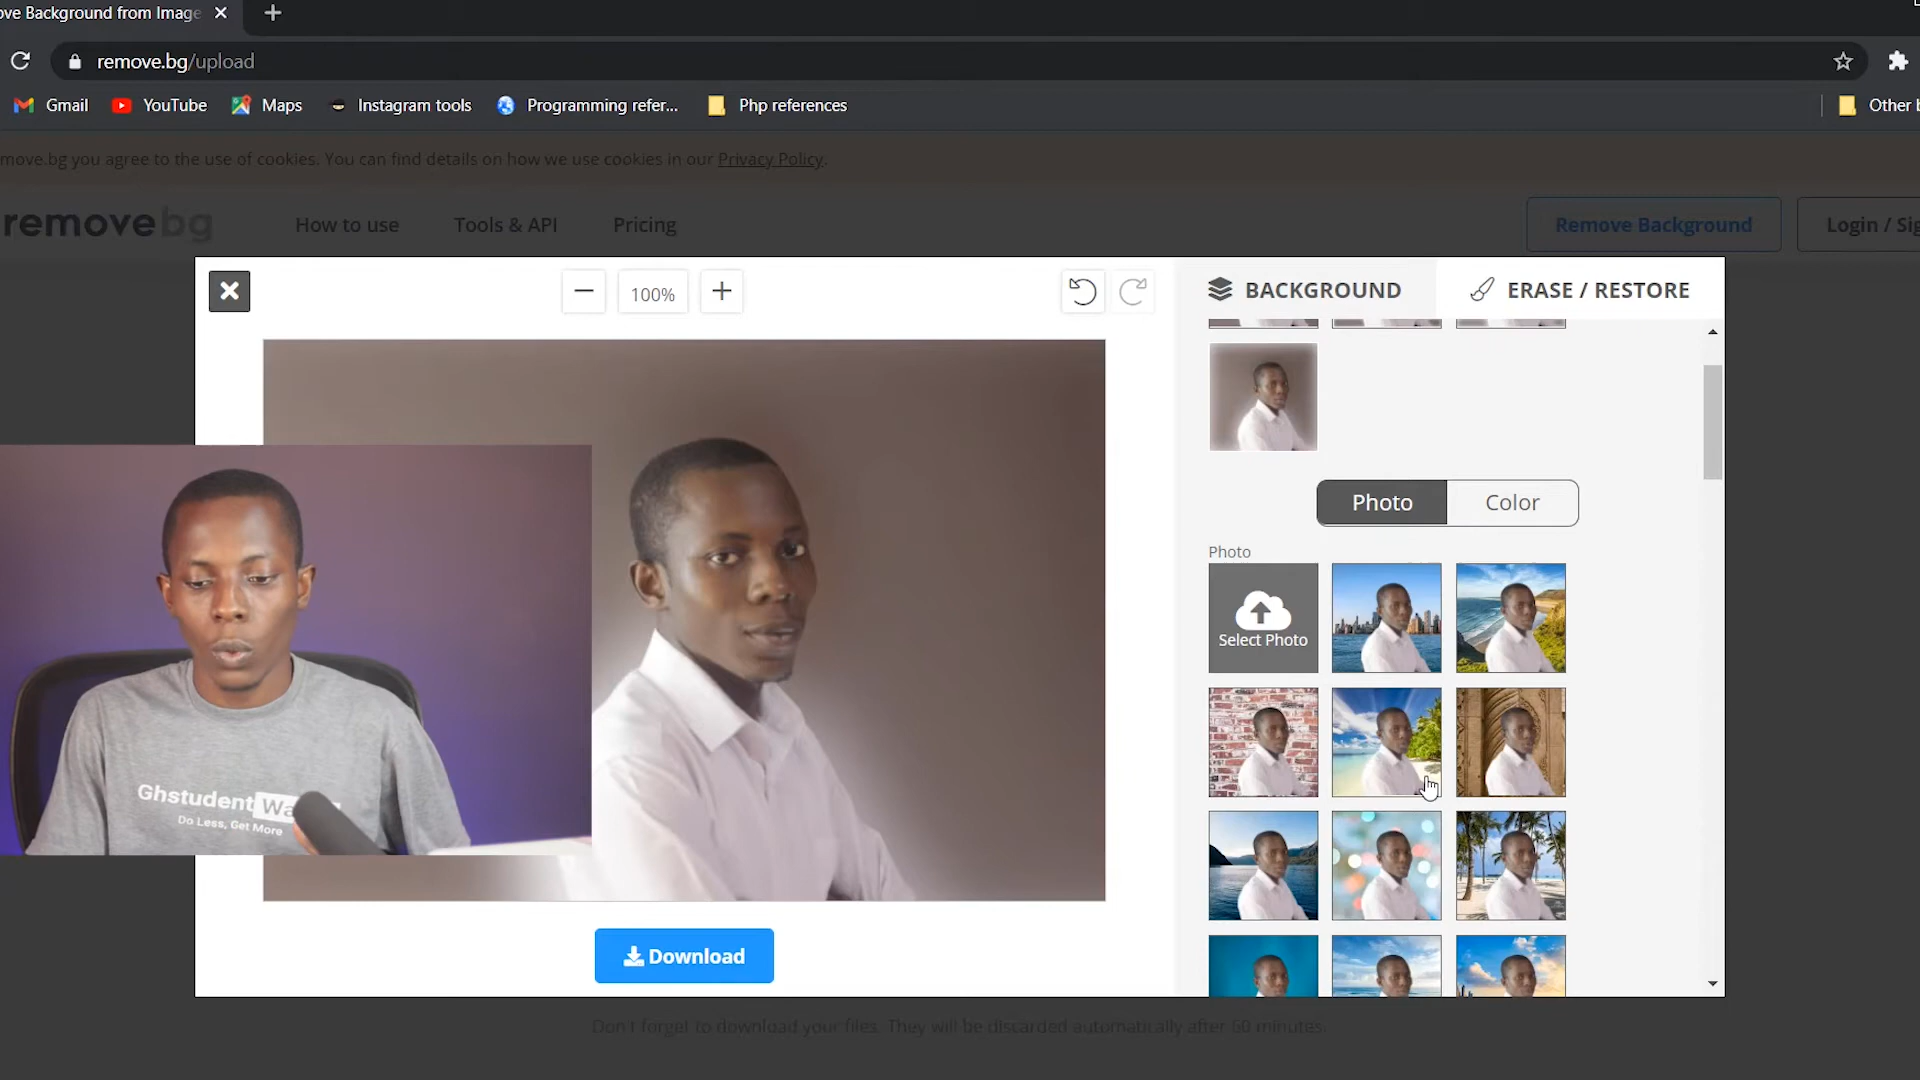 ove Background from Image
remove.bg/upload
Gmail
YouTube
Maps
Instagram tools
Programming refer...
Php references
Other b
move.bg you agree to the use of cookies. You can find details on how we use cookies in our Privacy Policy.
removebg
How to use
Tools & API
Pricing
Remove Background
Login / Sig
100%
BACKGROUND
ERASE / RESTORE
Photo
Color
Photo
Select Photo
Ghstudent Wa
Do Less, Get More
Download
Don't forget to download your files. They will be discarded automatically after 60 minutes.